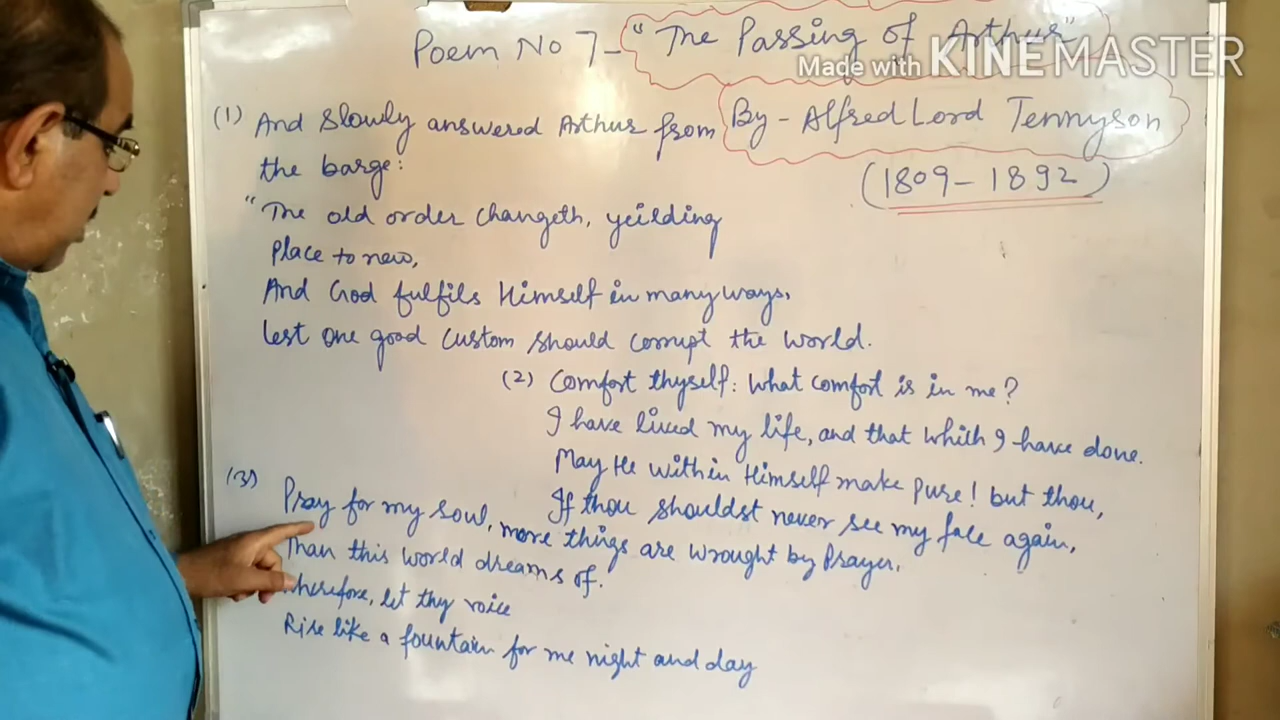 Poem No 7- "The Passing of Arthur"
Made with KINEMASTER
By - Alfred Lord Tennyson
(1809-1892)
(1) And slowly answered Arthur from
the barge:
"The old order changeth, yeilding
place to new,
And God fulfils Himself in many ways,
lest one good custom should corrupt the world.
(2) Comfort thyself: what comfort is in me?
I have lived my life, and that which I have done.
May He within Himself make pure! but thou,
If thou shouldst never see my face again,
(3) Pray for my soul, more things are wrought by Prayer,
Than this world dreams of.
Wherefore, let thy voice
Rise like a fountain for me night and day